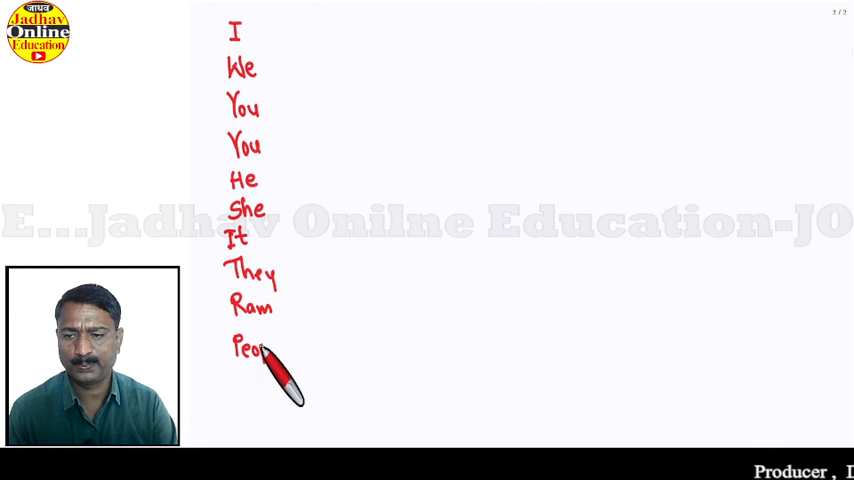 जाधव
Jadhav
Online
Education
2 / 2
I
We
You
You
He
She
It
They
Ram
Peo
E...Jadhav Onilne Education-JO
Producer ,